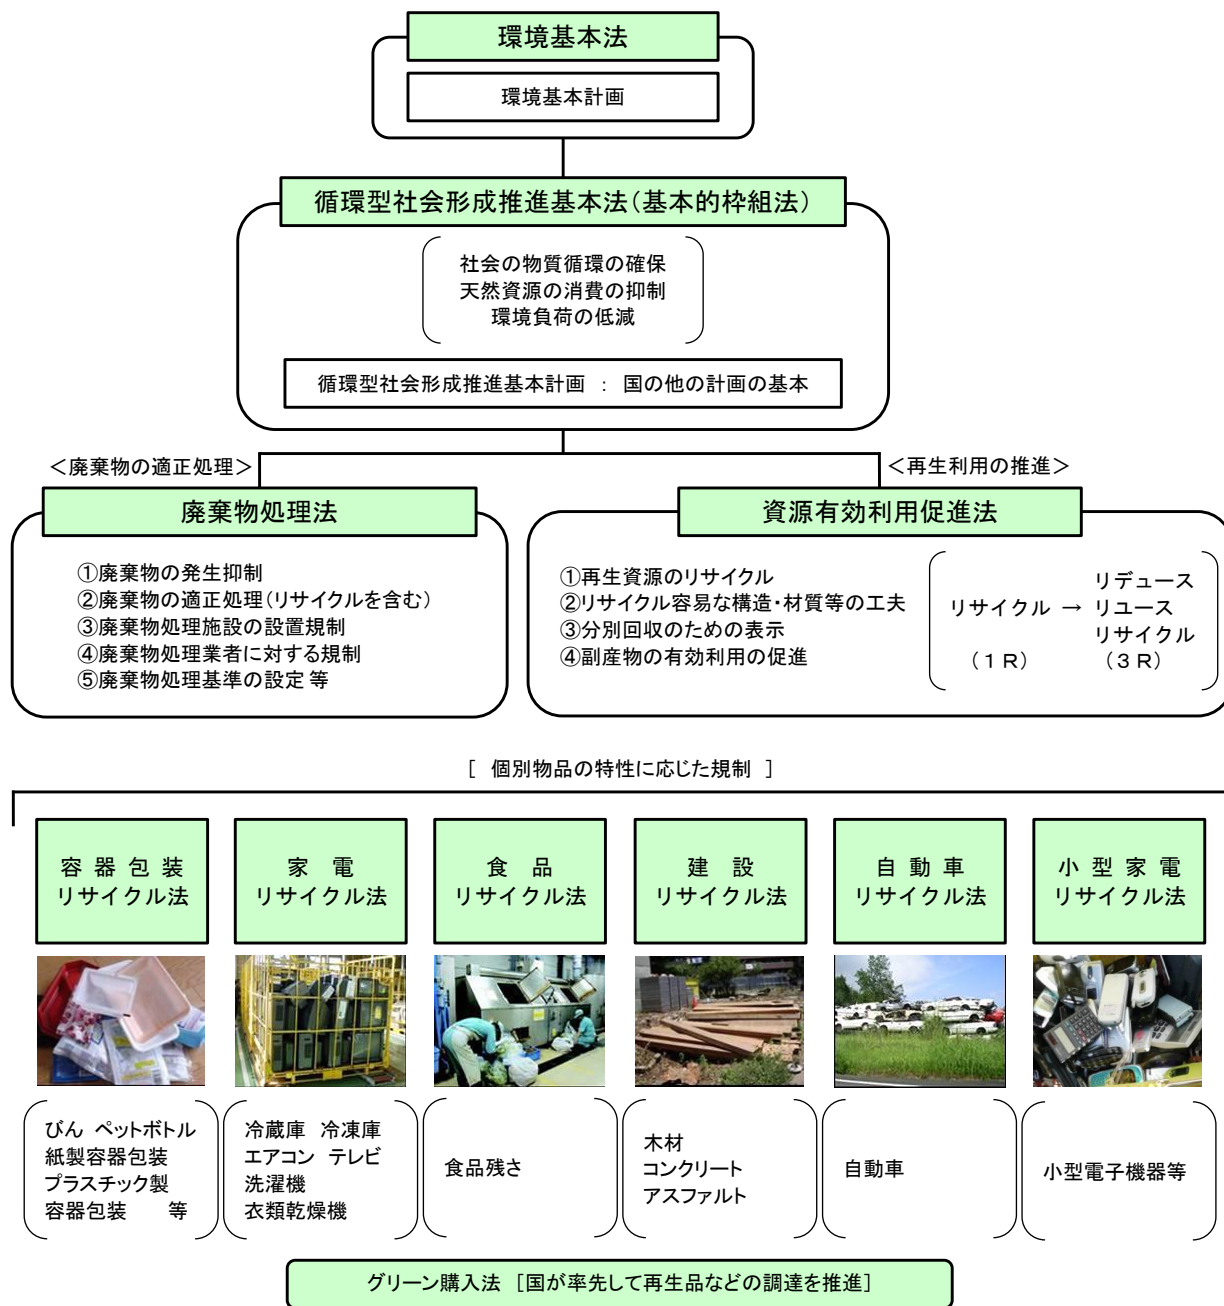 環境基本法
環境基本計画
循環型社会形成推進基本法(基本的枠組法)
社会の物質循環の確保
天然資源の消費の抑制
環境負荷の低減
循環型社会形成推進基本計画 : 国の他の計画の基本
<廃棄物の適正処理>
<再生利用の推進>
廃棄物処理法
①廃棄物の発生抑制
②廃棄物の適正処理(リサイクルを含む)
③廃棄物処理施設の設置規制
④廃棄物処理業者に対する規制
⑤廃棄物処理基準の設定 等
資源有効利用促進法
①再生資源のリサイクル
②リサイクル容易な構造・材質等の工夫
③分別回収のための表示
④副産物の有効利用の促進
リデュース
リサイクル → リユース
リサイクル
(1R) (3R)
[ 個別物品の特性に応じた規制 ]
容器包装
リサイクル法
家電
リサイクル法
食品
リサイクル法
建設
リサイクル法
自動車
リサイクル法
小型家電
リサイクル法
びん ペットボトル
紙製容器包装
プラスチック製
容器包装 等
冷蔵庫 冷凍庫
エアコン テレビ
洗濯機
衣類乾燥機
食品残さ
木材
コンクリート
アスファルト
自動車
小型電子機器等
グリーン購入法 [国が率先して再生品などの調達を推進]